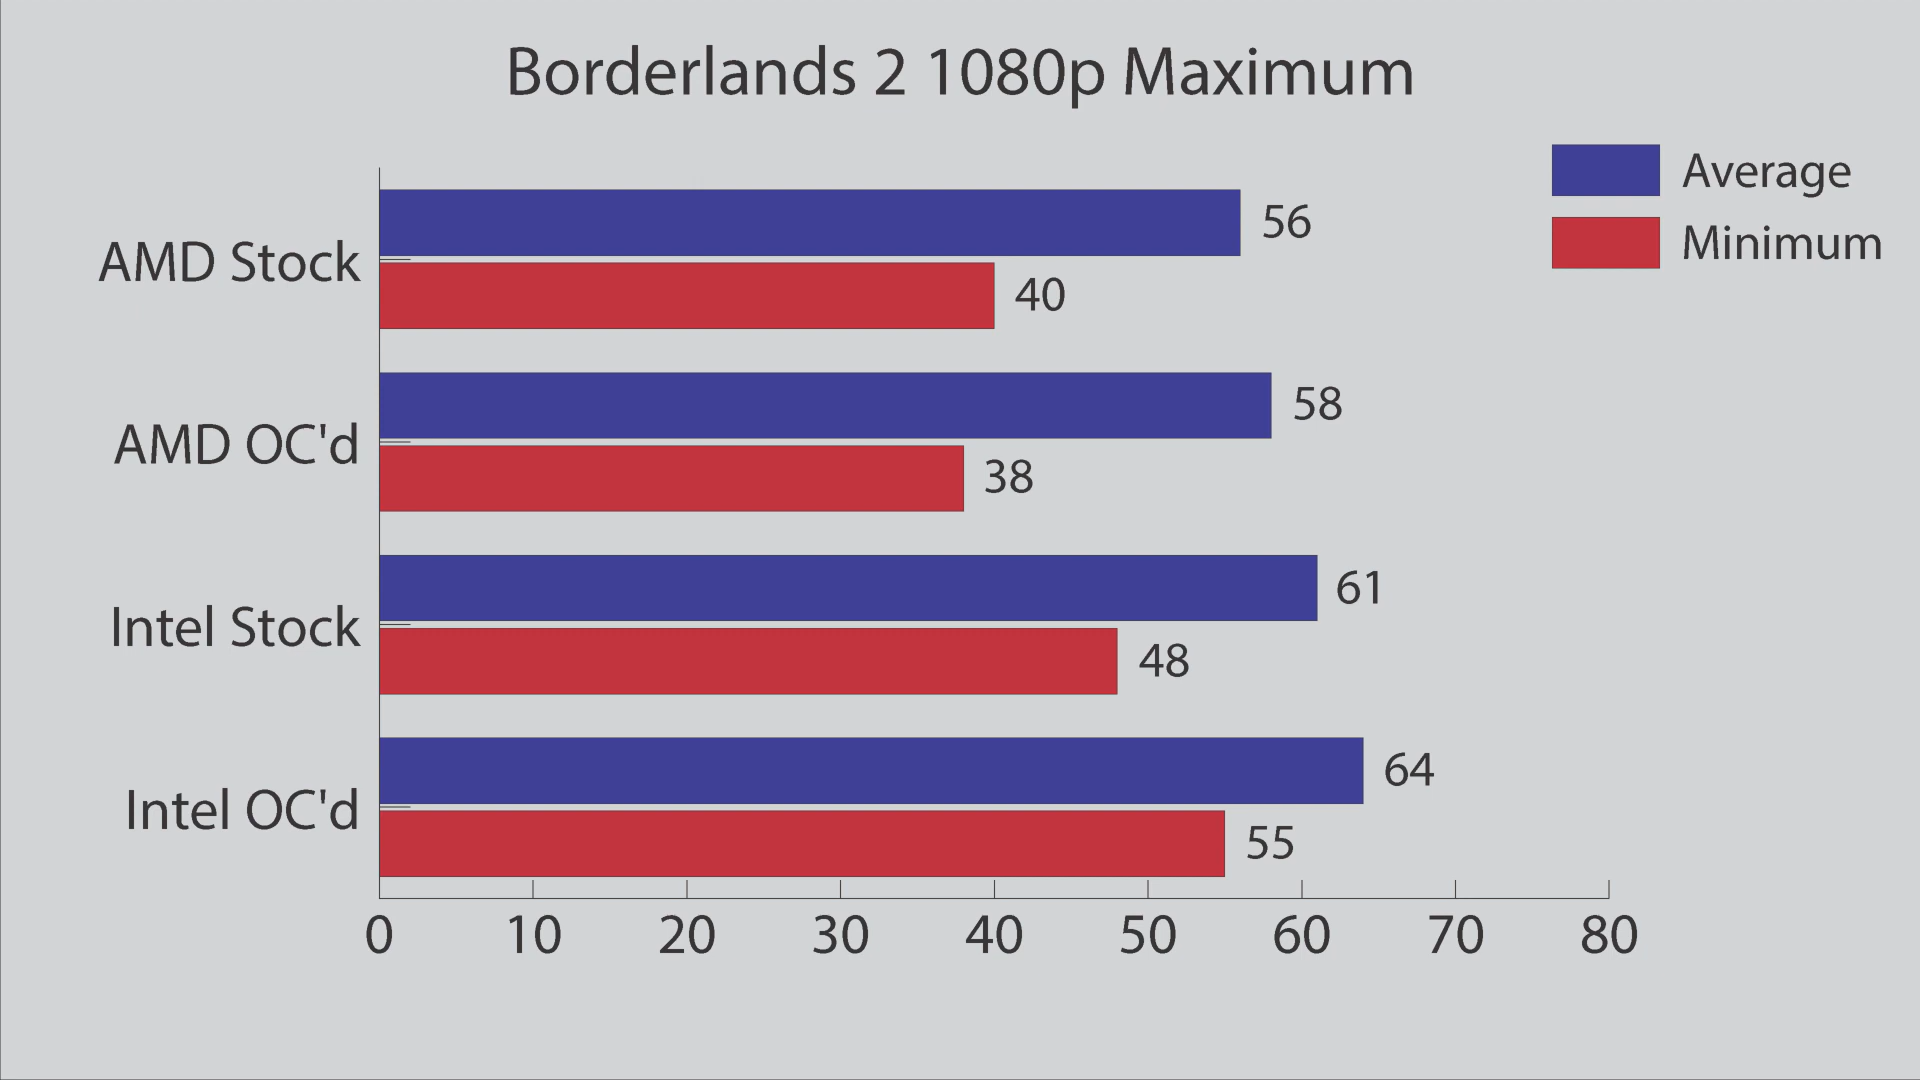 Borderlands 2 1080p Maximum
Average
Minimum
AMD Stock
56
40
AMD OC'd
58
38
Intel Stock
61
48
Intel OC'd
64
55
0 10 20 30 40 50 60 70 80